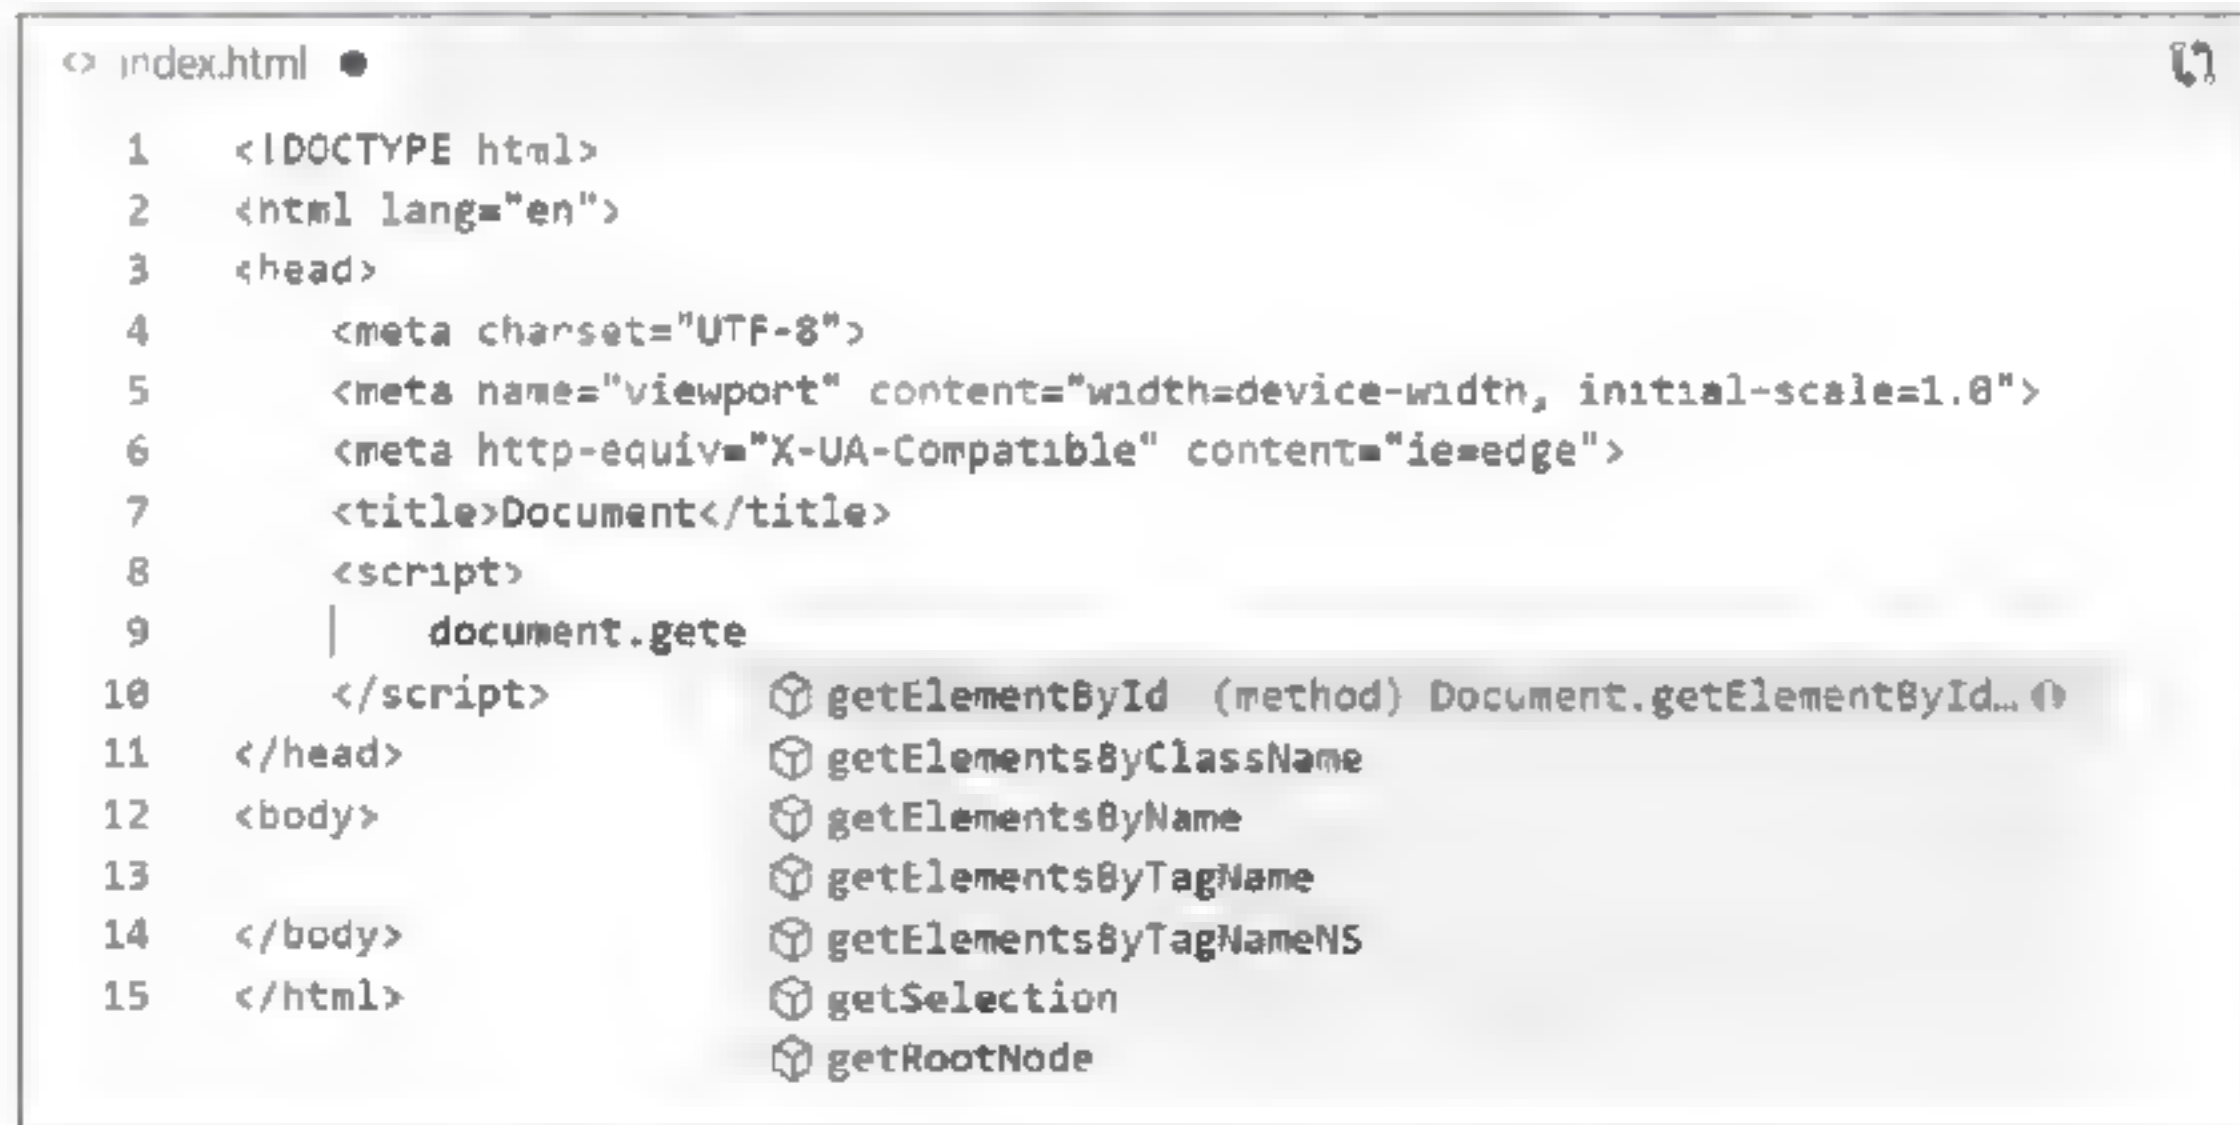 <> index.html ●
1 <!DOCTYPE html>
2 <html lang="en">
3 <head>
4 <meta charset="UTF-8">
5 <meta name="viewport" content="width=device-width, initial-scale=1.0">
6 <meta http-equiv="X-UA-Compatible" content="ie=edge">
7 <title>Document</title>
8 <script>
9 document.gete
10 </script> getElementById (method) Document.getElementById…
11 </head> getElementsByClassName
12 <body> getElementsByName
13 getElementsByTagName
14 </body> getElementsByTagNameNS
15 </html> getSelection
getRootNode